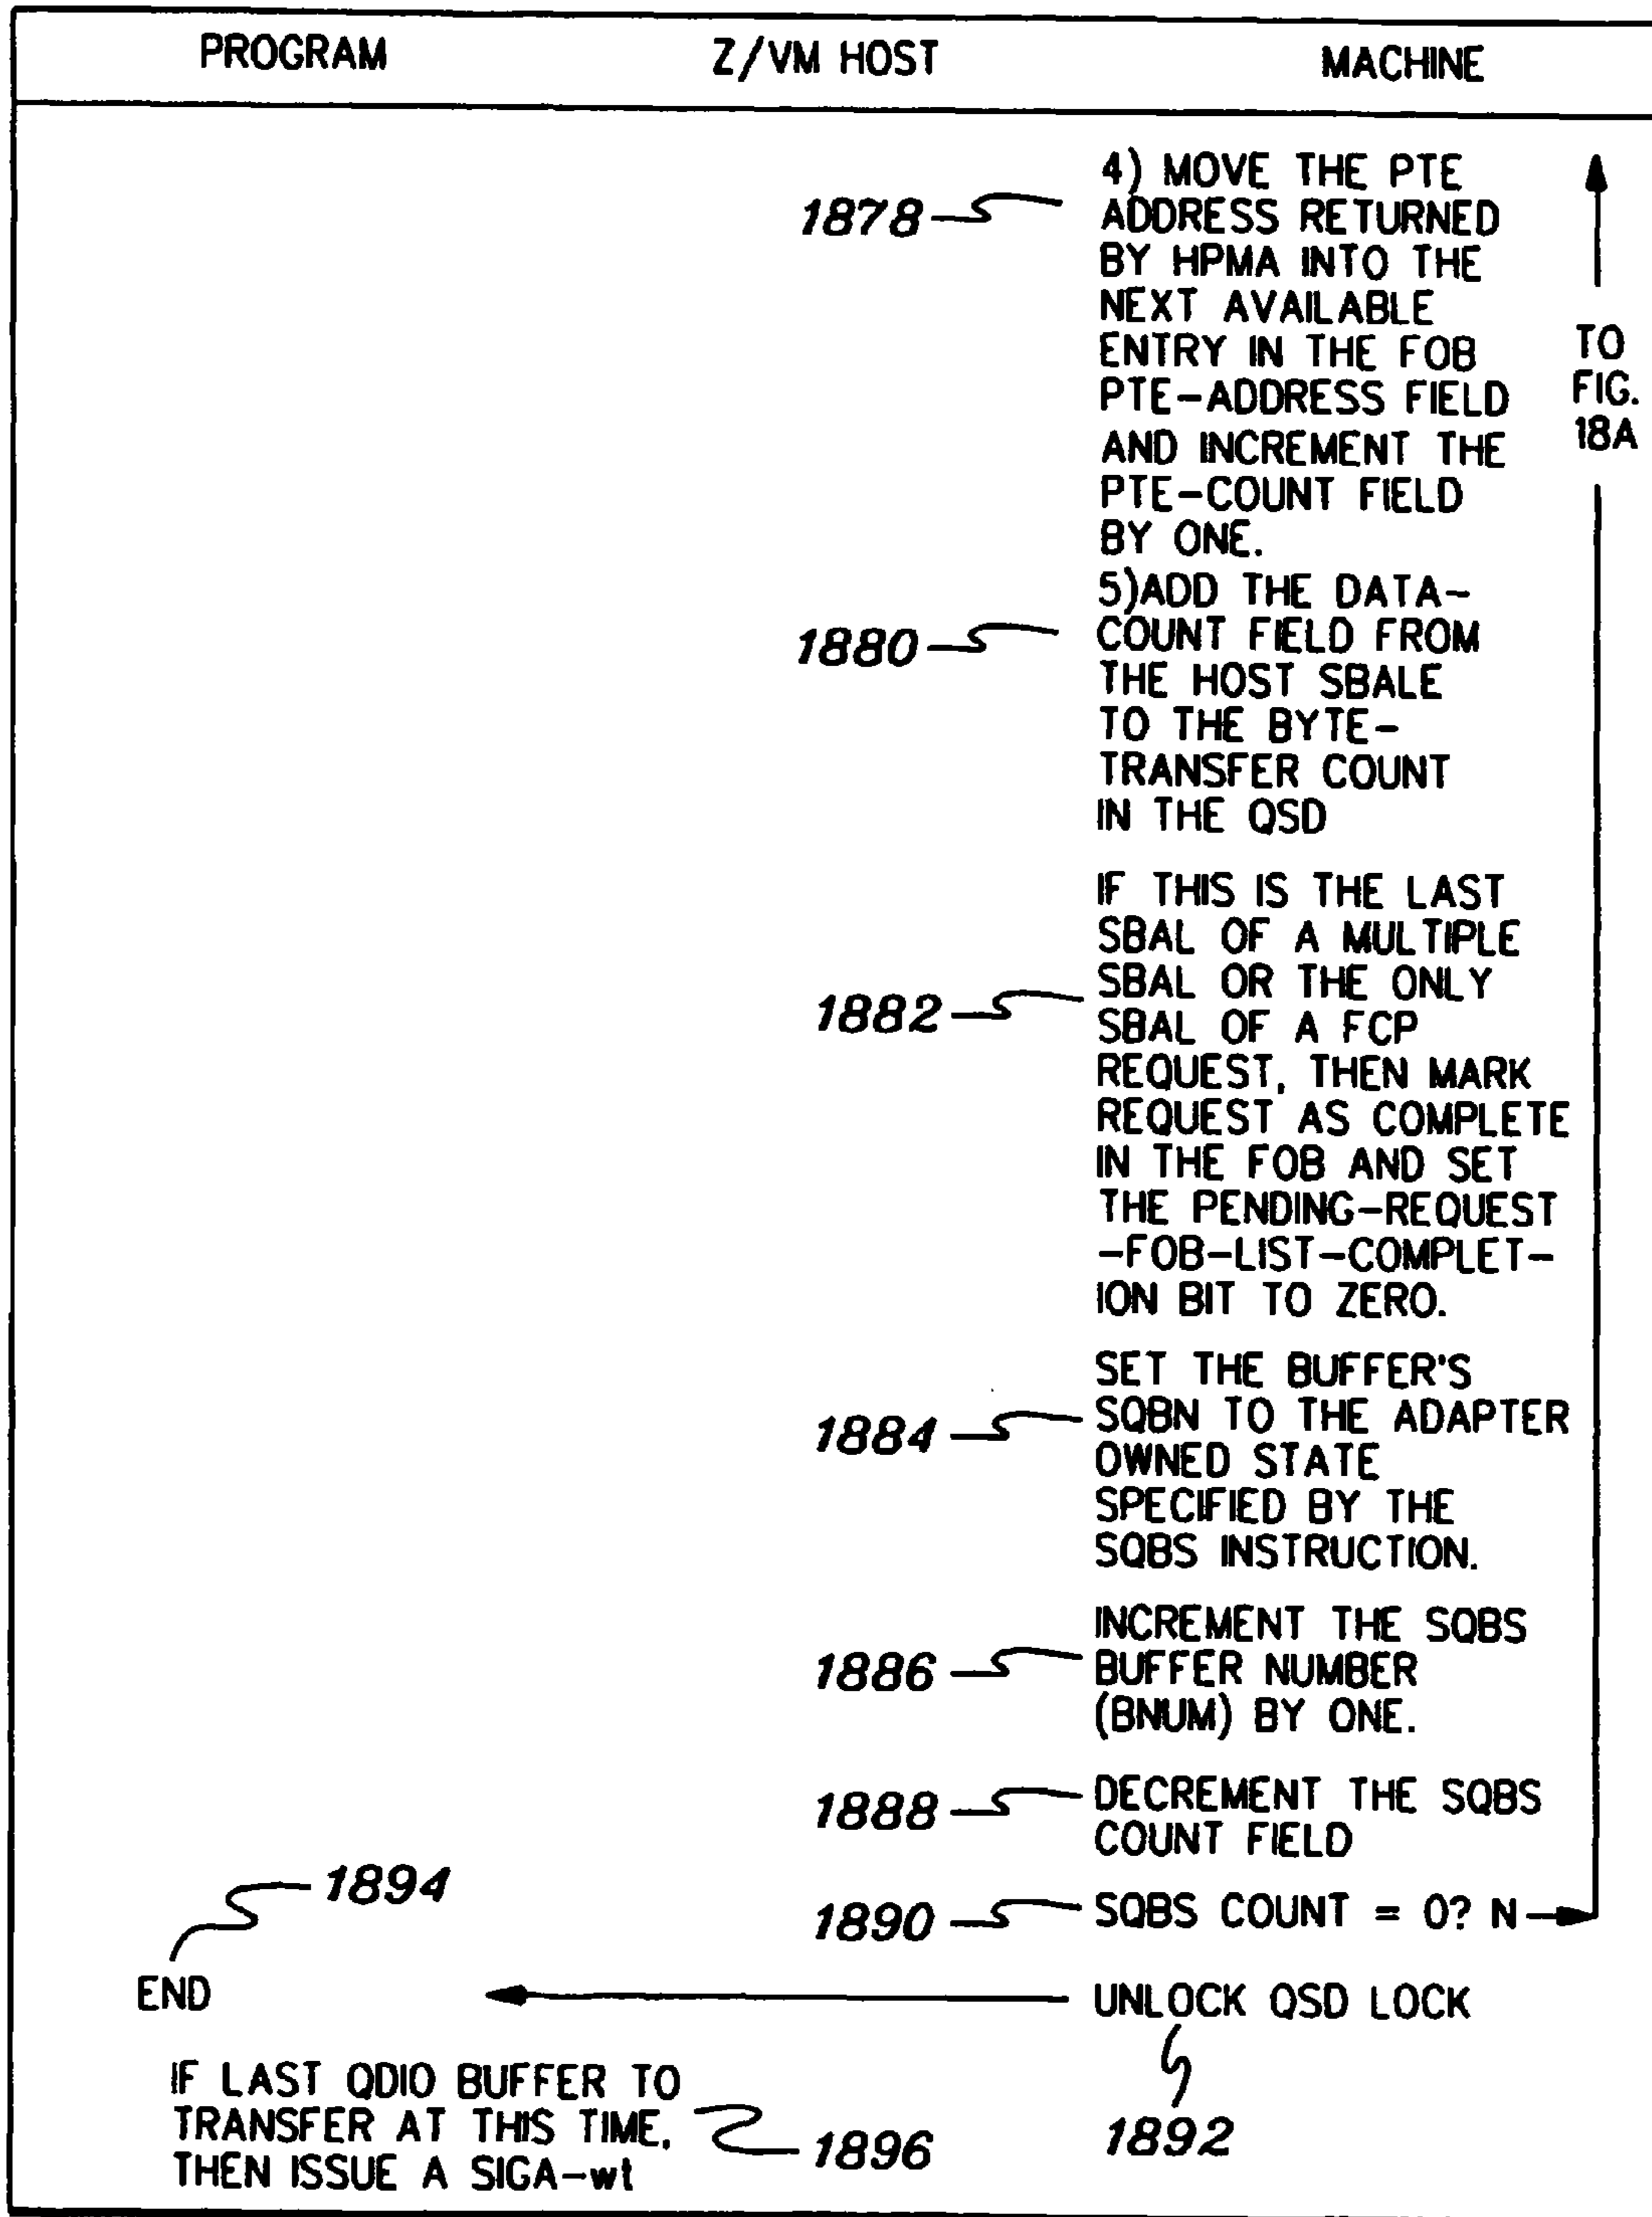 PROGRAM Z/VM HOST MACHINE
1878
4) MOVE THE PTE
ADDRESS RETURNED
BY HPMA INTO THE
NEXT AVAILABLE
ENTRY IN THE FOB
PTE-ADDRESS FIELD
AND INCREMENT THE
PTE-COUNT FIELD
BY ONE.
TO
FIG.
18A
1880
5)ADD THE DATA-
COUNT FIELD FROM
THE HOST SBALE
TO THE BYTE-
TRANSFER COUNT
IN THE QSD
1882
IF THIS IS THE LAST
SBAL OF A MULTIPLE
SBAL OR THE ONLY
SBAL OF A FCP
REQUEST, THEN MARK
REQUEST AS COMPLETE
IN THE FOB AND SET
THE PENDING-REQUEST
-FOB-LIST-COMPLET-
ION BIT TO ZERO.
1884
SET THE BUFFER'S
SQBN TO THE ADAPTER
OWNED STATE
SPECIFIED BY THE
SQBS INSTRUCTION.
1886
INCREMENT THE SQBS
BUFFER NUMBER
(BNUM) BY ONE.
1888
DECREMENT THE SQBS
COUNT FIELD
1894
1890
SQBS COUNT = 0? N
END
UNLOCK QSD LOCK
1892
IF LAST QDIO BUFFER TO
TRANSFER AT THIS TIME,
THEN ISSUE A SIGA-wt
1896